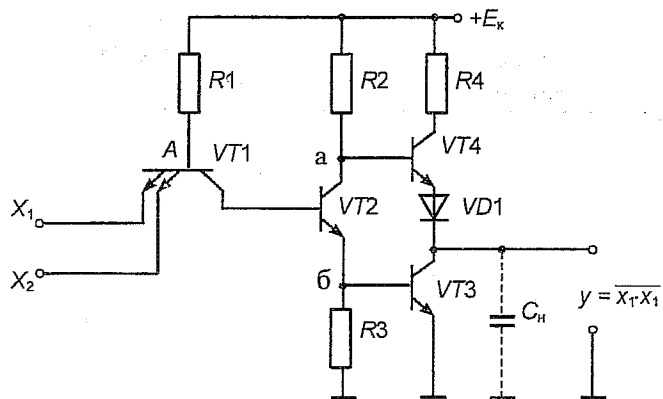 +Eк
R1
R2
R4
A
VT1
а
VT4
X1
VT2
VD1
X2
б
VT3
Cн
y = x1·x1
R3